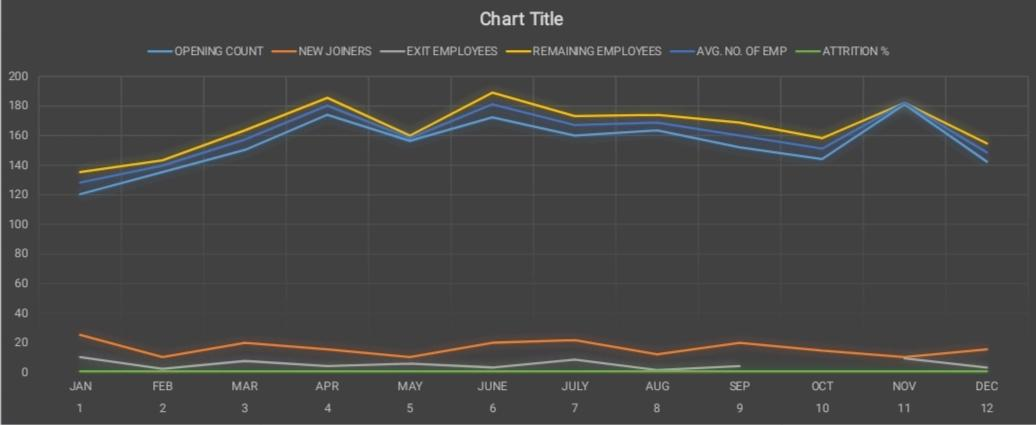 Chart Title
OPENING COUNT NEW JOINERS EXIT EMPLOYEES REMAINING EMPLOYEES AVG. NO. OF EMP ATTRITION %
200
180
160
140
120
100
80
60
40
20
0
JAN FEB MAR APR MAY JUNE JULY AUG SEP OCT NOV DEC
1 2 3 4 5 6 7 8 9 10 11 12